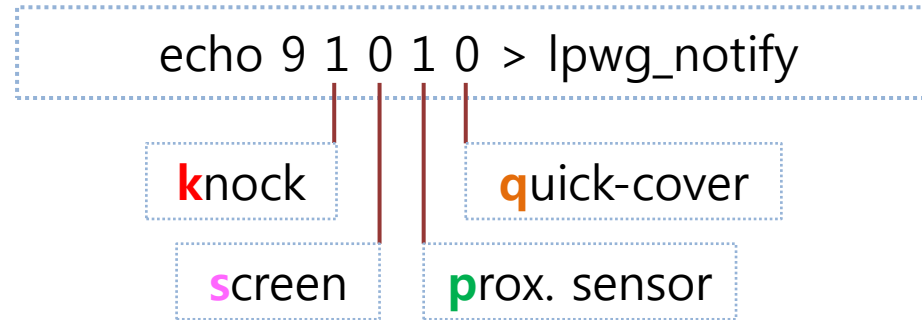 echo 9 1 0 1 0 > lpwg_notify
knock
quick-cover
screen
prox. sensor